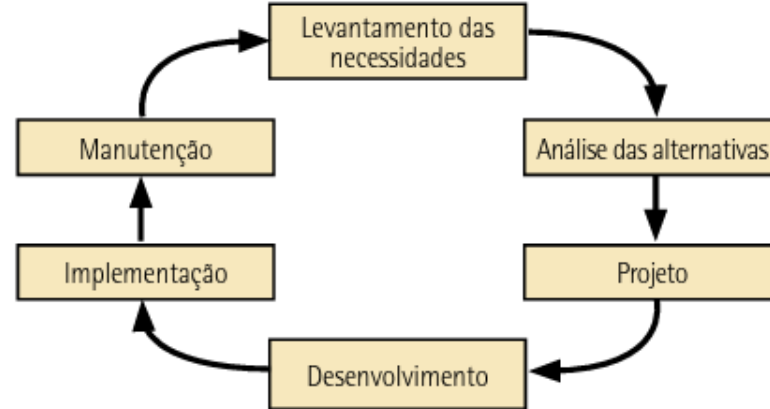 Levantamento das
necessidades
Análise das alternativas
Projeto
Desenvolvimento
Implementação
Manutenção